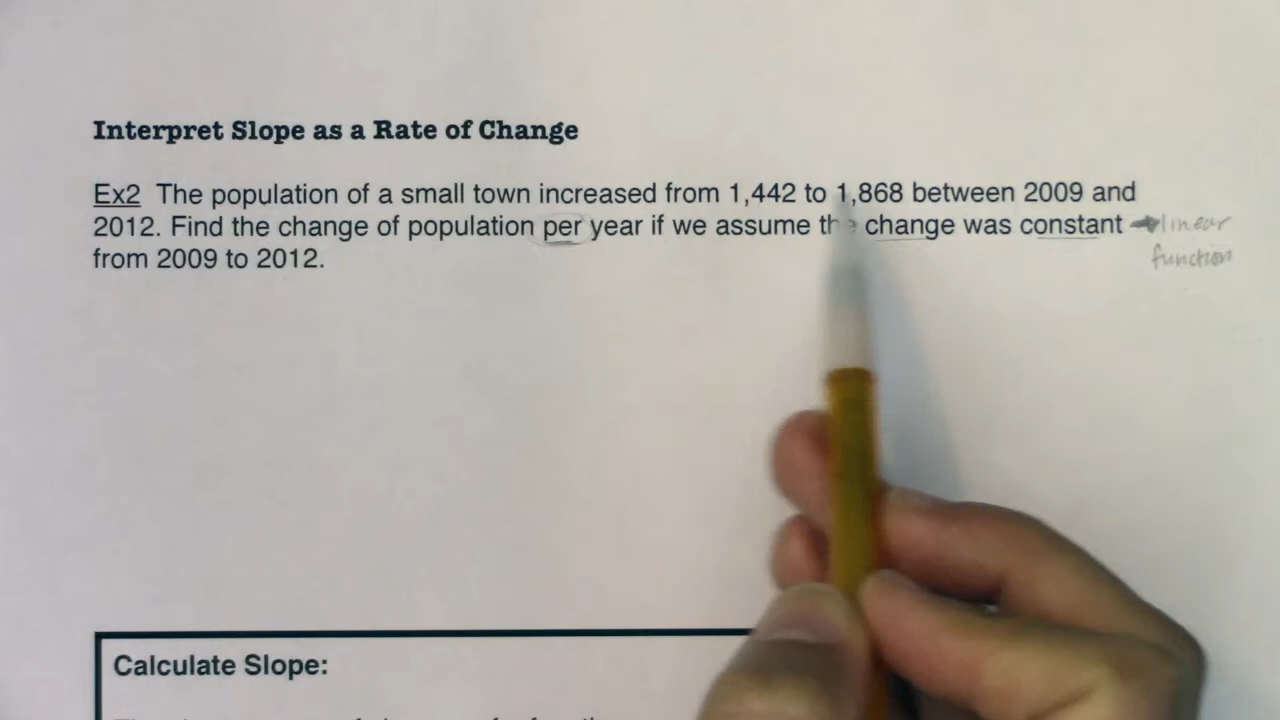 Interpret Slope as a Rate of Change
Ex2 The population of a small town increased from 1,442 to 1,868 between 2009 and
2012. Find the change of population per year if we assume the change was constant → linear
from 2009 to 2012. function
Calculate Slope: